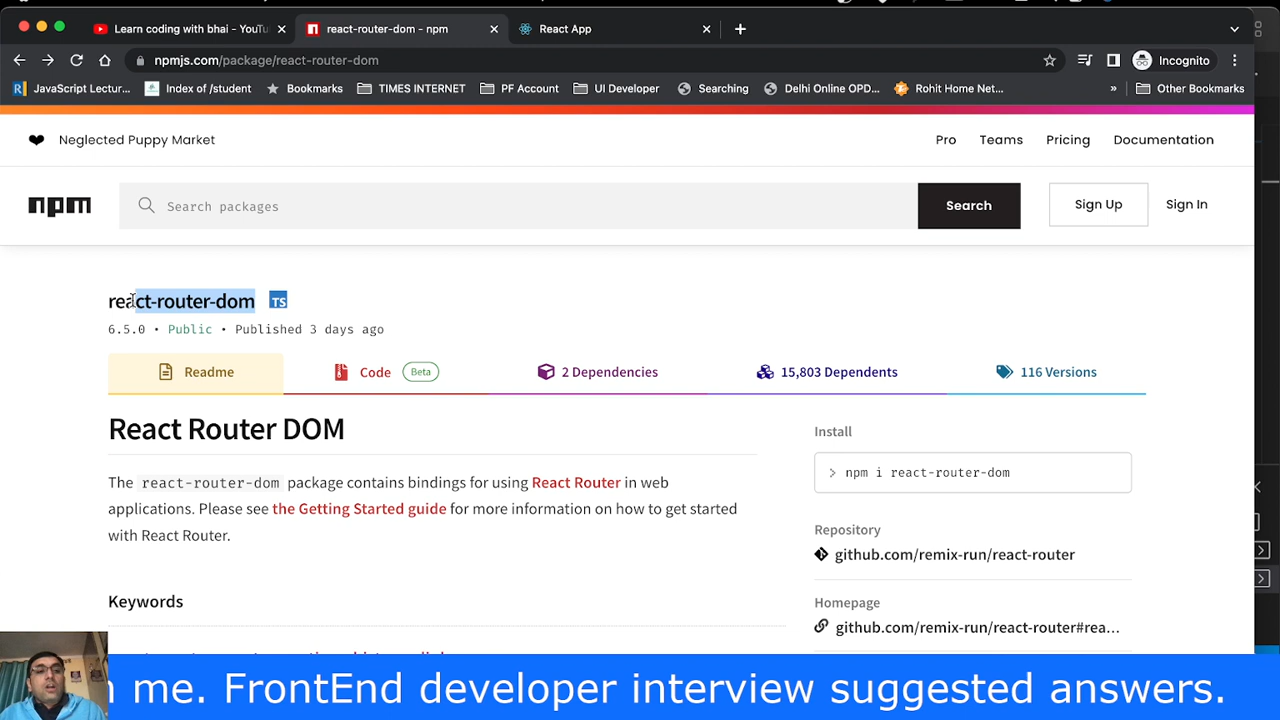 Learn coding with bhai - YouTu
react-router-dom - npm
React App
npmjs.com/package/react-router-dom
Incognito
JavaScript Lectur...
Index of /student
Bookmarks
TIMES INTERNET
PF Account
UI Developer
Searching
Delhi Online OPD...
Rohit Home Net...
»
Other Bookmarks
Neglected Puppy Market
Pro
Teams
Pricing
Documentation
npm
Search packages
Search
Sign Up
Sign In
react-router-dom TS
6.5.0 • Public • Published 3 days ago
Readme
Code Beta
2 Dependencies
15,803 Dependents
116 Versions
React Router DOM
The react-router-dom package contains bindings for using React Router in web
applications. Please see the Getting Started guide for more information on how to get started
with React Router.
Keywords
Install
> npm i react-router-dom
Repository
github.com/remix-run/react-router
Homepage
github.com/remix-run/react-router#rea...
me. FrontEnd developer interview suggested answers.